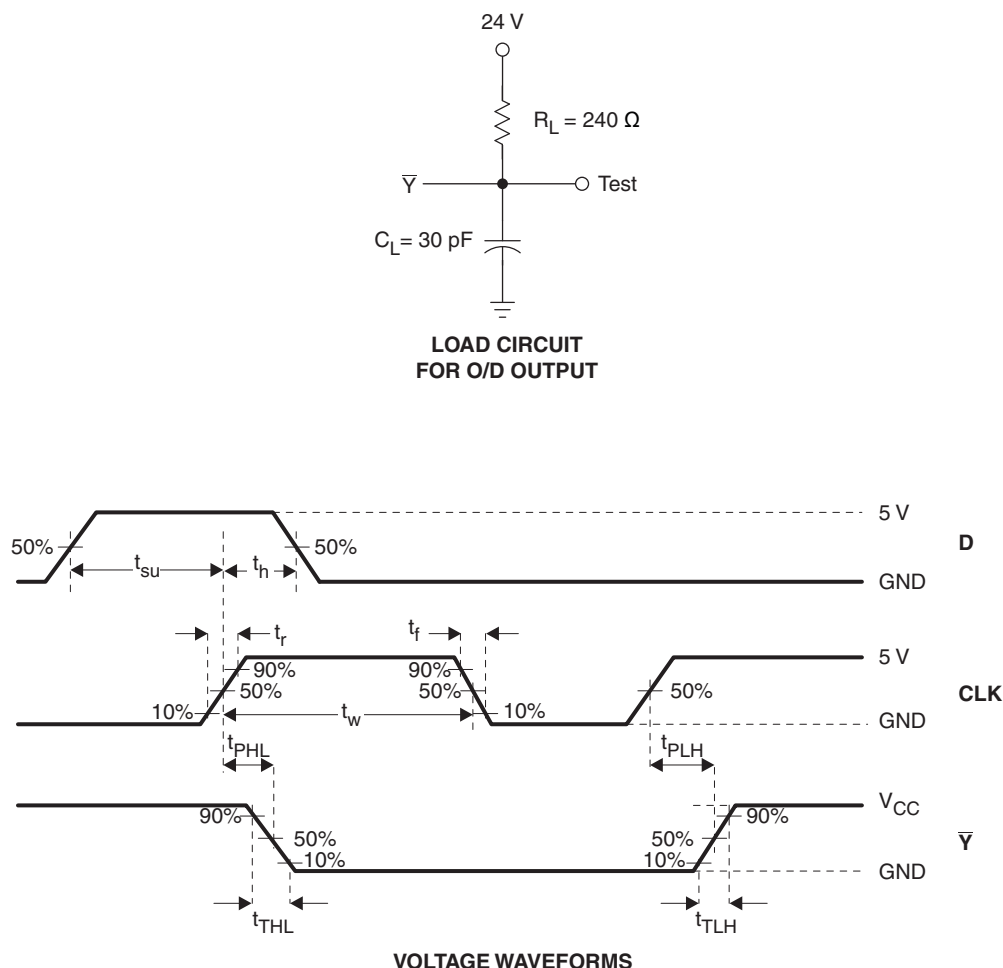 24 V
R_L = 240 Ω
Y̅
Test
C_L= 30 pF
LOAD CIRCUIT
FOR O/D OUTPUT
5 V
D
50%
50%
t_su
t_h
GND
t_r
t_f
5 V
90%
90%
50%
50%
50%
CLK
10%
t_w
10%
GND
t_PHL
t_PLH
V_CC
90%
90%
50%
50%
Y̅
10%
10%
GND
t_THL
t_TLH
VOLTAGE WAVEFORMS